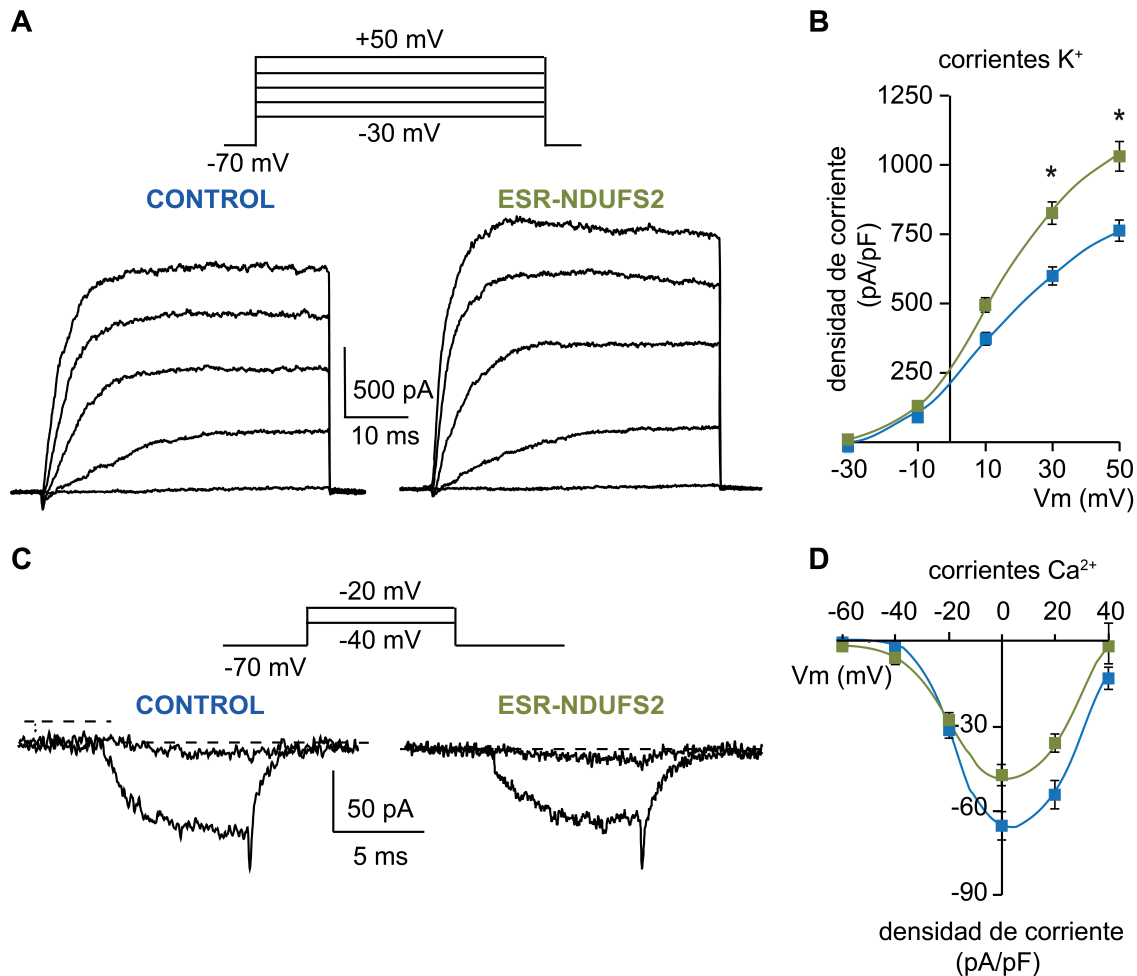 A
+50 mV
-30 mV
-70 mV
CONTROL
ESR-NDUFS2
500 pA
10 ms
B
corrientes K⁺
densidad de corriente
(pA/pF)
1250
1000
750
500
250
*
*
-30
-10
10
30
50
Vm (mV)
C
-20 mV
-40 mV
-70 mV
CONTROL
ESR-NDUFS2
50 pA
5 ms
D
corrientes Ca²⁺
-60
-40
-20
0
20
40
Vm (mV)
-30
-60
-90
densidad de corriente
(pA/pF)